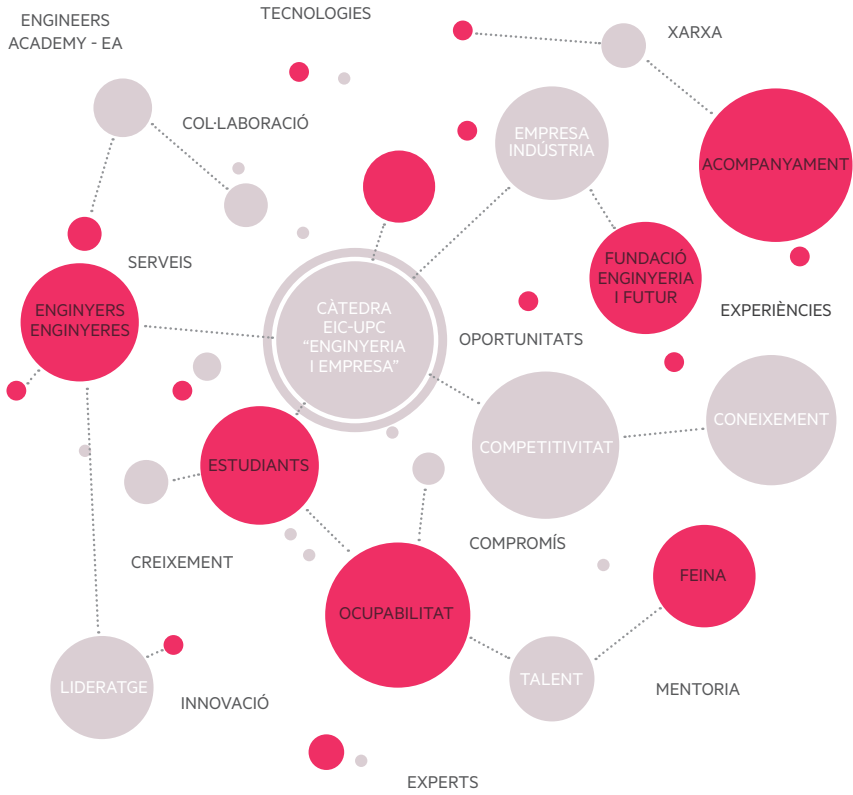 ENGINEERS
ACADEMY - EA
TECNOLOGIES
XARXA
COL·LABORACIÓ
EMPRESA
INDÚSTRIA
ACOMPANYAMENT
SERVEIS
FUNDACIÓ
ENGINYERIA
I FUTUR
ENGINYERS
ENGINYERES
CÀTEDRA
EIC-UPC
“ENGINYERIA
I EMPRESA”
EXPERIÈNCIES
OPORTUNITATS
CONEIXEMENT
COMPETITIVITAT
ESTUDIANTS
COMPROMÍS
CREIXEMENT
FEINA
OCUPABILITAT
TALENT
LIDERATGE
MENTORIA
INNOVACIÓ
EXPERTS